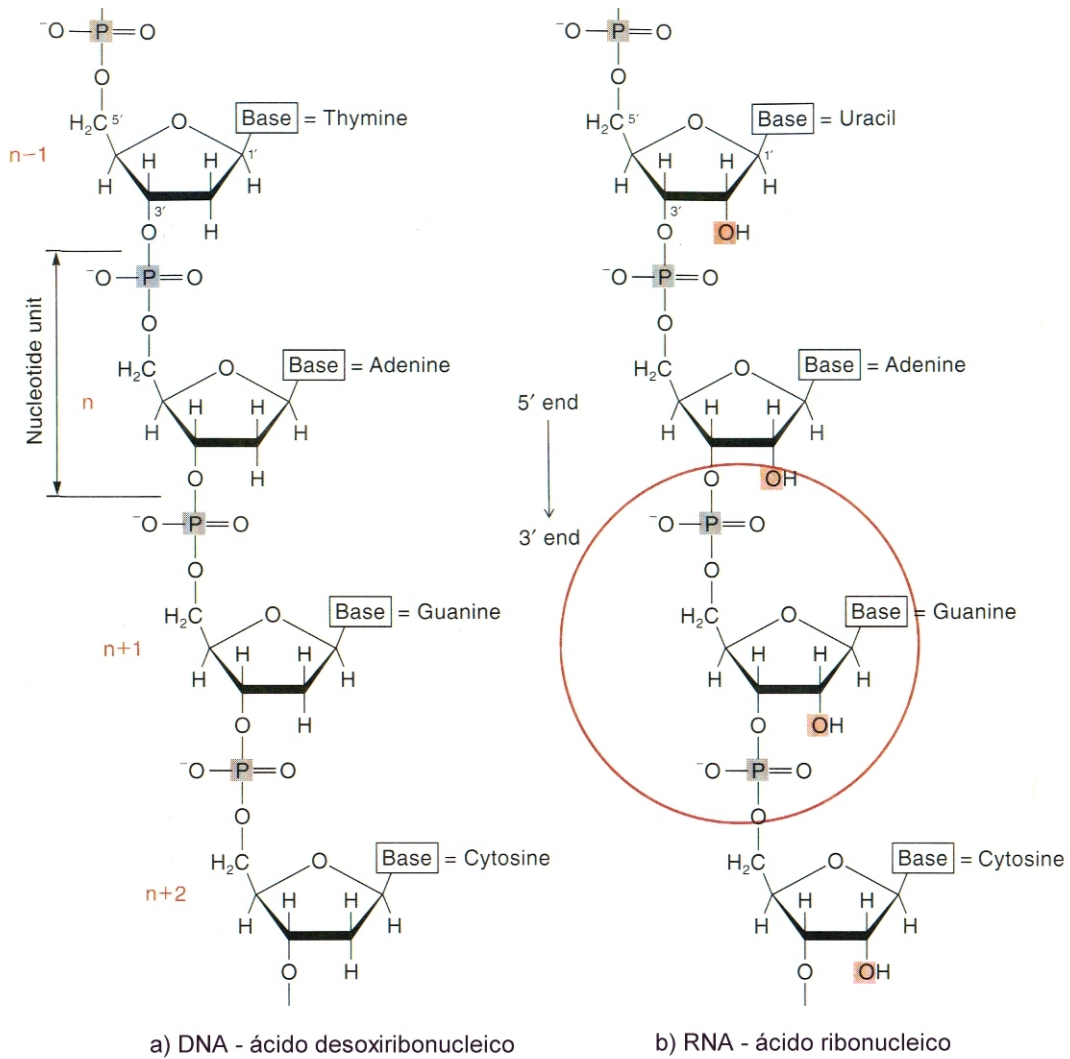 ⁻O—P=O
O
H₂C 5′ O Base = Thymine
n−1
H H 1′
H H
3′
O H
⁻O—P=O
O
Nucleotide unit
H₂C O Base = Adenine
n
H H
H H
O H
⁻O—P=O
O
H₂C O Base = Guanine
n+1
H H
H H
O H
⁻O—P=O
O
H₂C O Base = Cytosine
n+2
H H
H H
O H
a) DNA - ácido desoxiribonucleico
⁻O—P=O
O
H₂C 5′ O Base = Uracil
H H 1′
H H
3′
O OH
⁻O—P=O
O
H₂C O Base = Adenine
5′ end
H H
H H
O OH
3′ end
⁻O—P=O
O
H₂C O Base = Guanine
H H
H H
O OH
⁻O—P=O
O
H₂C O Base = Cytosine
H H
H H
O OH
b) RNA - ácido ribonucleico